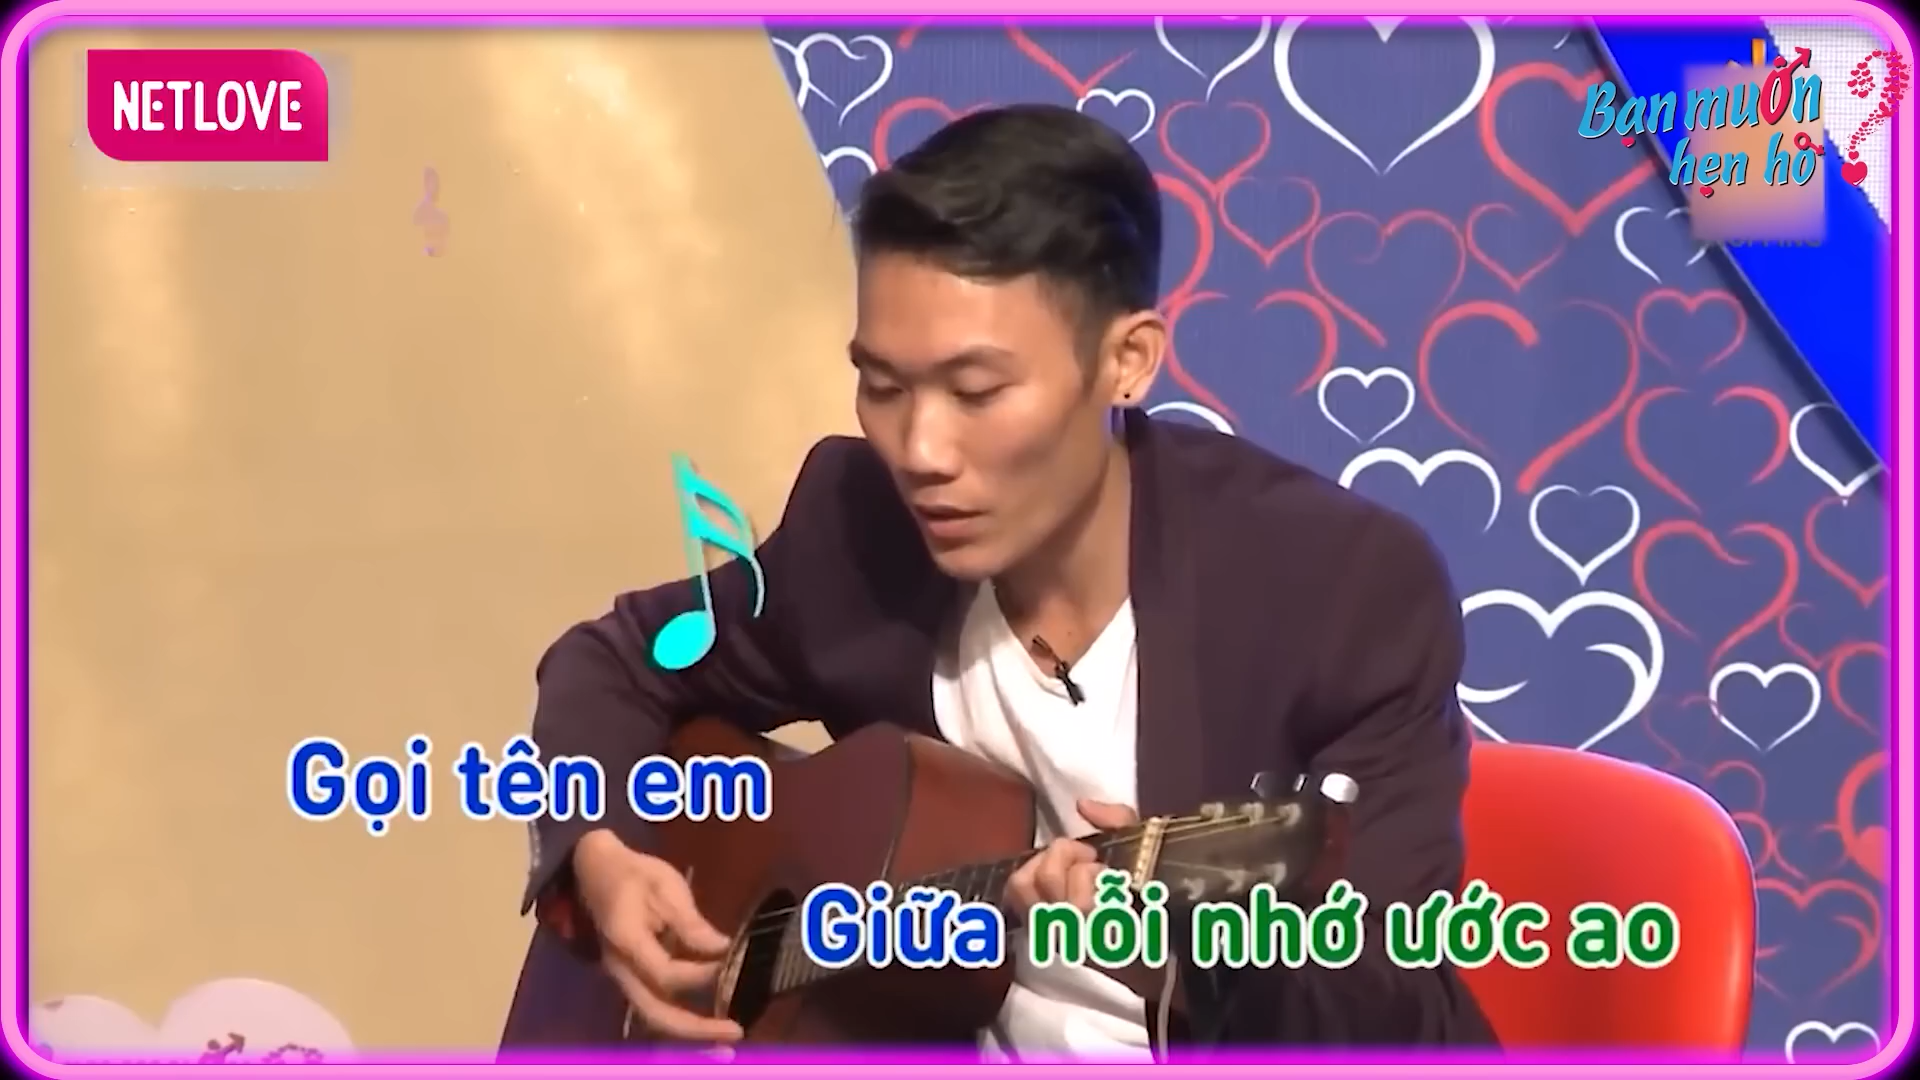 NETLOVE
Bạn muốn
hẹn hò
Gọi tên em
Giữa nỗi nhớ ước ao